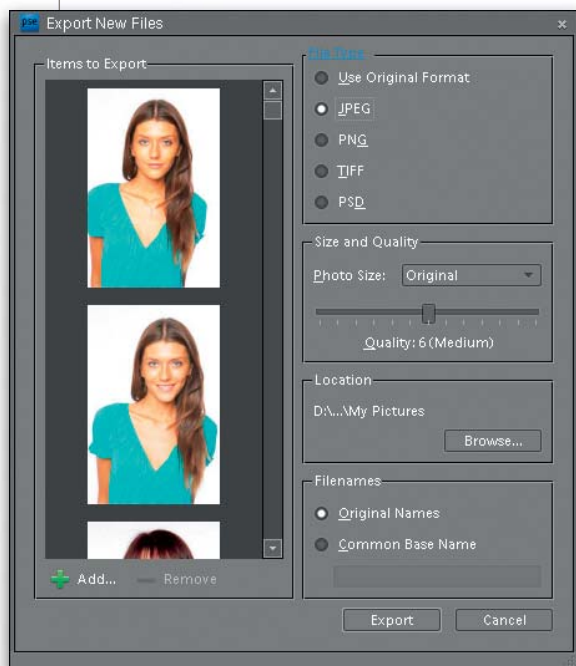 pse Export New Files
Items to Export
Add... Remove
File Type
Use Original Format
JPEG
PNG
TIFF
PSD
Size and Quality
Photo Size: Original
Quality: 6 (Medium)
Location
D:\...\My Pictures
Browse...
Filenames
Original Names
Common Base Name
Export Cancel